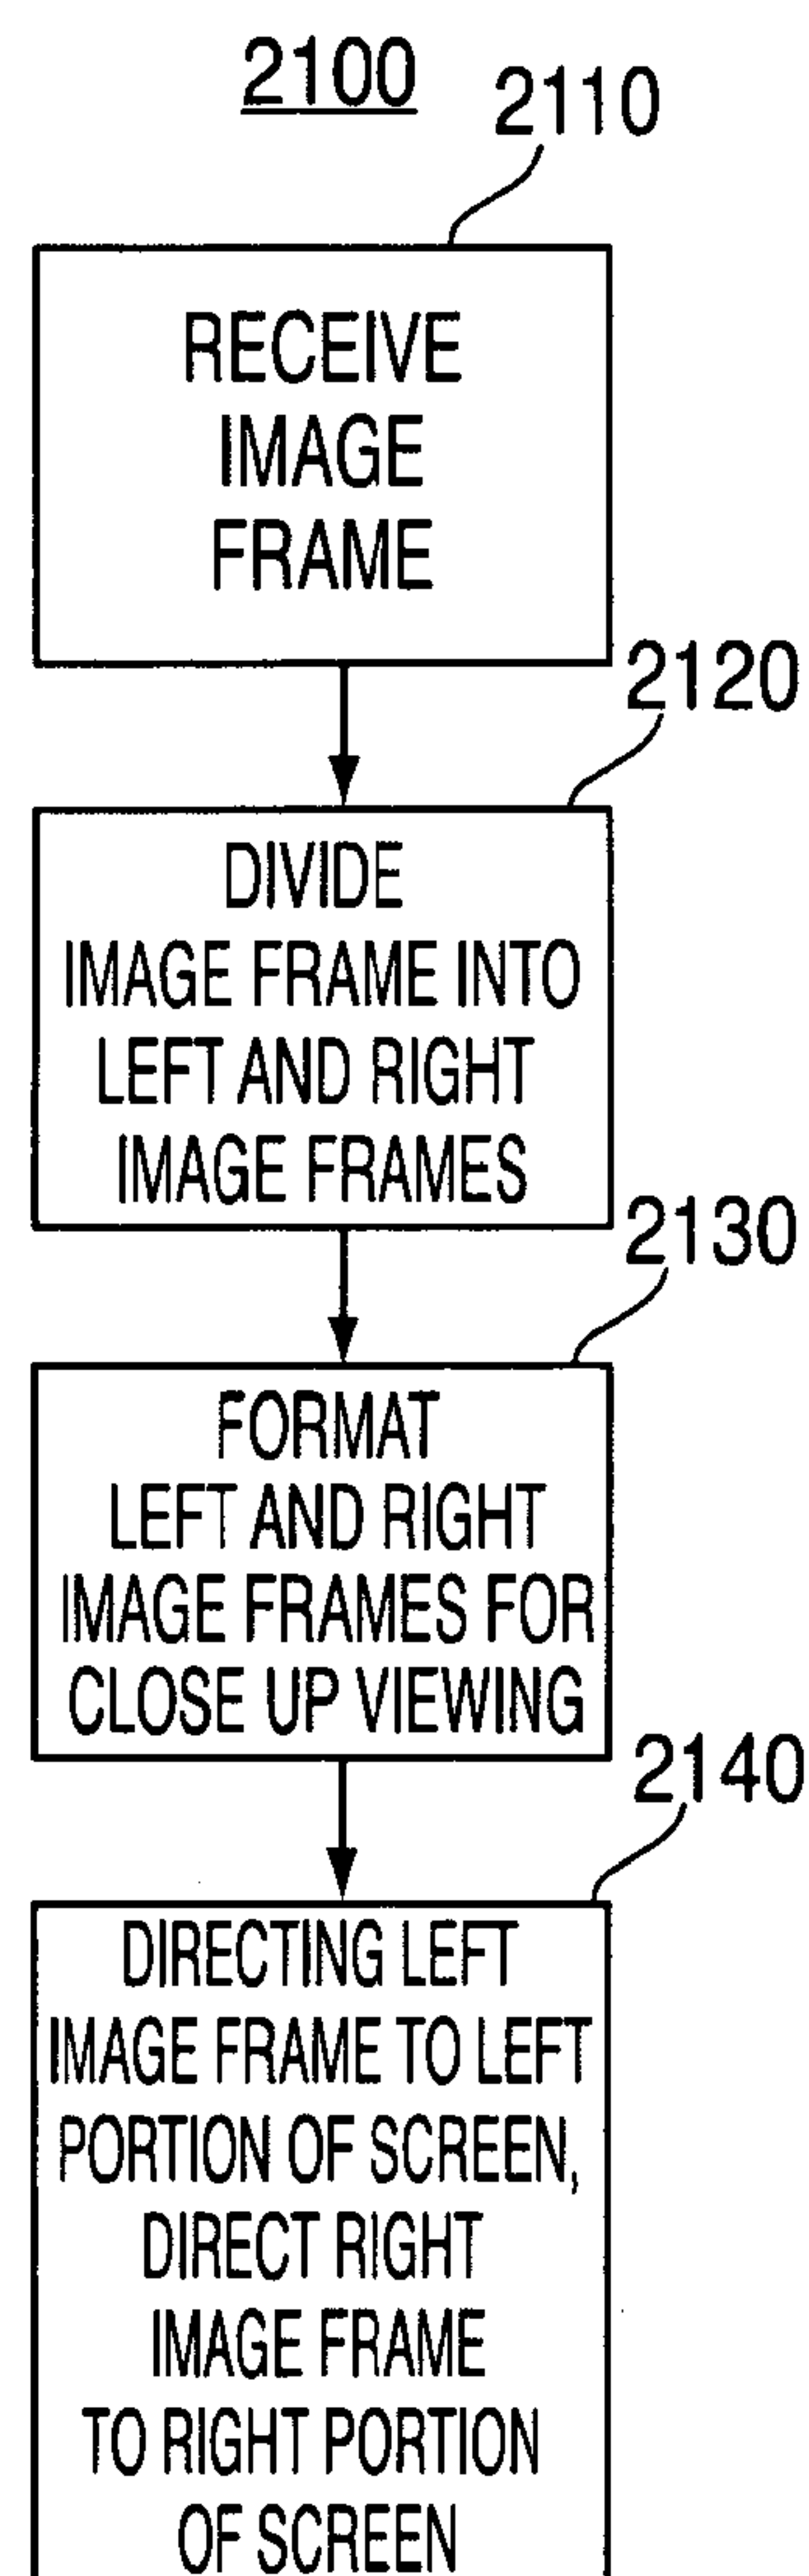 2100
2110
RECEIVE
IMAGE
FRAME
2120
DIVIDE
IMAGE FRAME INTO
LEFT AND RIGHT
IMAGE FRAMES
2130
FORMAT
LEFT AND RIGHT
IMAGE FRAMES FOR
CLOSE UP VIEWING
2140
DIRECTING LEFT
IMAGE FRAME TO LEFT
PORTION OF SCREEN,
DIRECT RIGHT
IMAGE FRAME
TO RIGHT PORTION
OF SCREEN